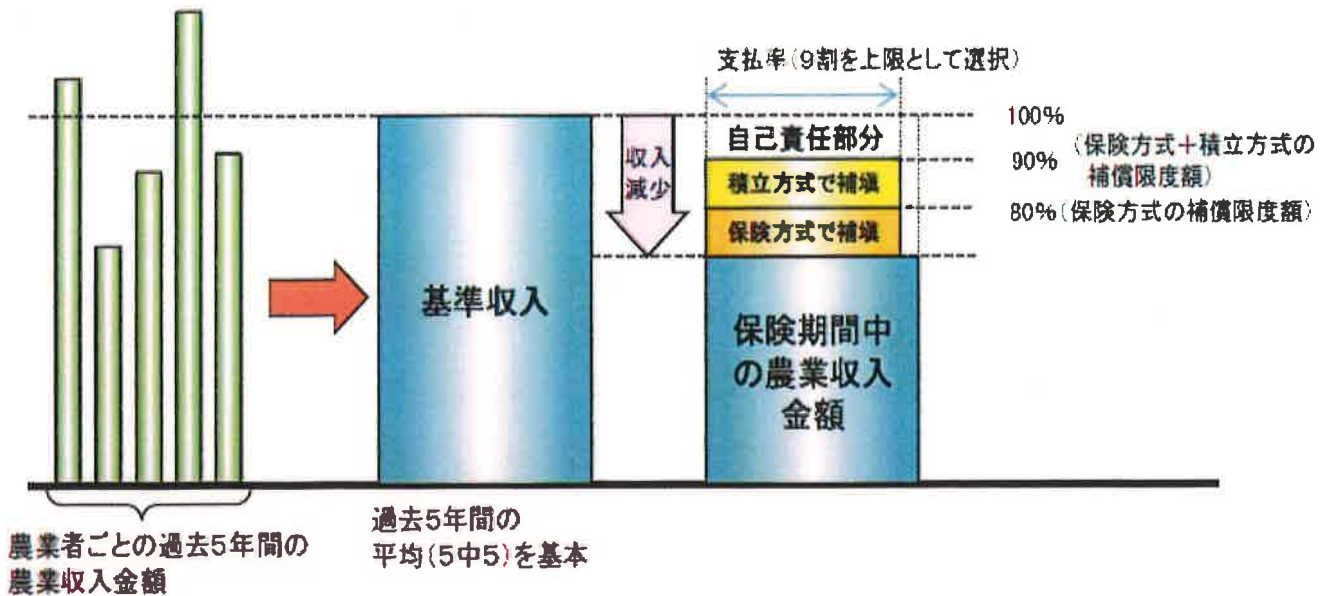 支払率(9割を上限として選択)
100%
自己責任部分
(保険方式+積立方式の
90%
補償限度額)
収入
減少
積立方式で補塡
80%(保険方式の補償限度額)
保険方式で補塡
基準収入
保険期間中
の農業収入
金額
過去5年間の
平均(5中5)を基本
農業者ごとの過去5年間の
農業収入金額